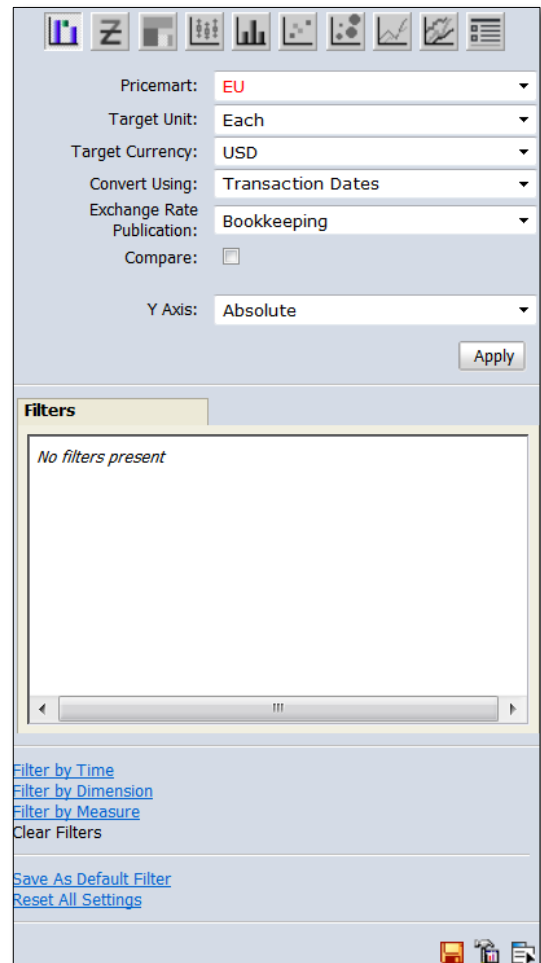 Pricemart: EU
Target Unit: Each
Target Currency: USD
Convert Using: Transaction Dates
Exchange Rate
Publication: Bookkeeping
Compare:
Y Axis: Absolute
Apply
Filters
No filters present
Filter by Time
Filter by Dimension
Filter by Measure
Clear Filters
Save As Default Filter
Reset All Settings